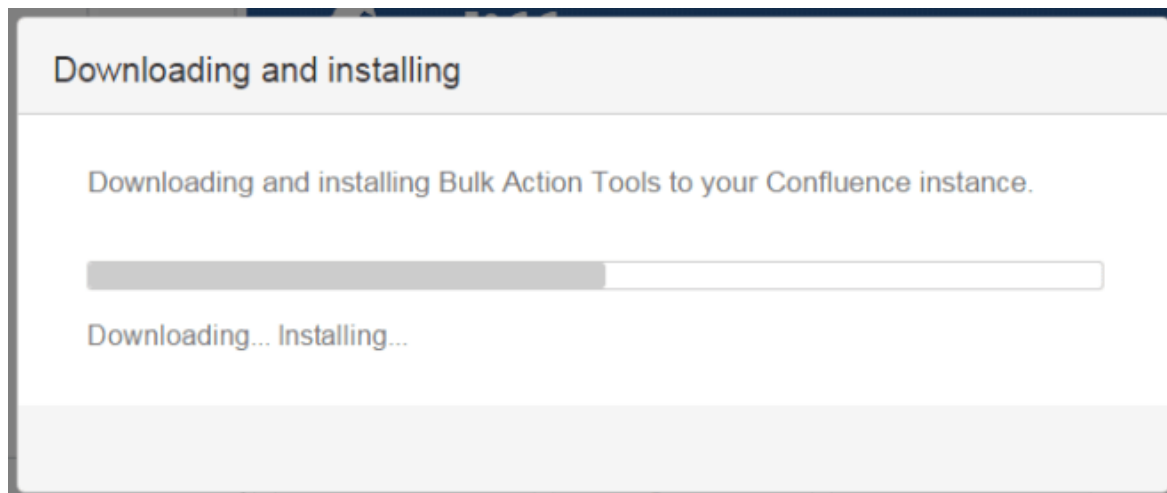 Downloading and installing
Downloading and installing Bulk Action Tools to your Confluence instance.
Downloading... Installing...